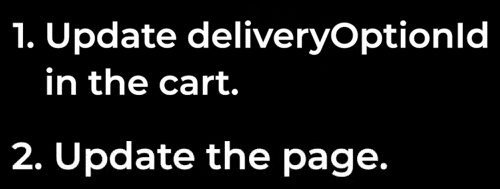 1. Update deliveryOptionId
in the cart.
2. Update the page.